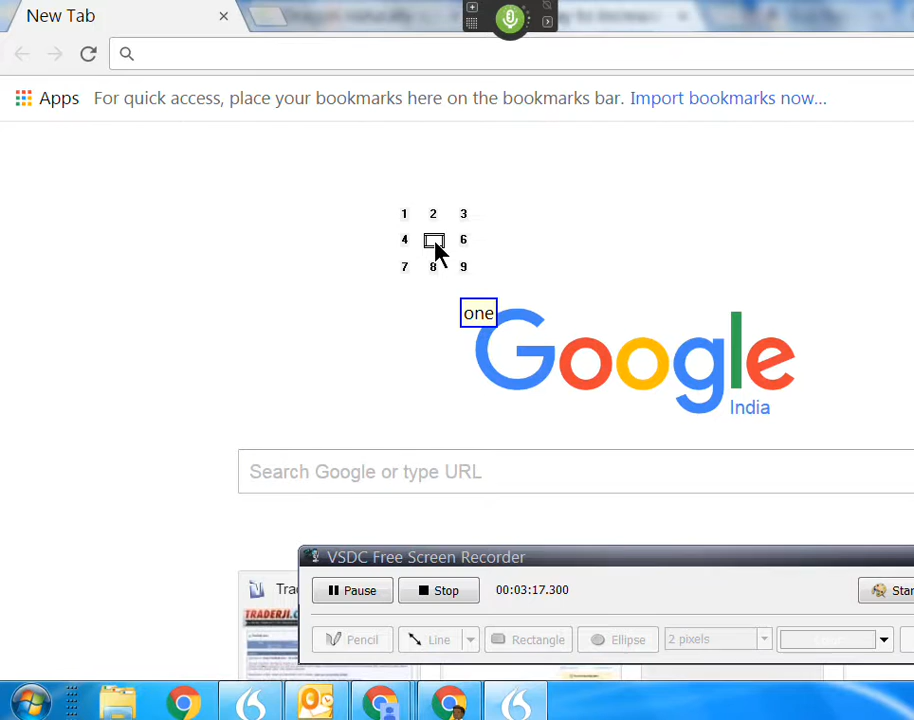 New Tab
Apps For quick access, place your bookmarks here on the bookmarks bar. Import bookmarks now...
1 2 3
4 6
7 8 9
one
Google
India
Search Google or type URL
VSDC Free Screen Recorder
Pause Stop 00:03:17.300
Pencil Line Rectangle Ellipse 2 pixels
TRADERJI.C